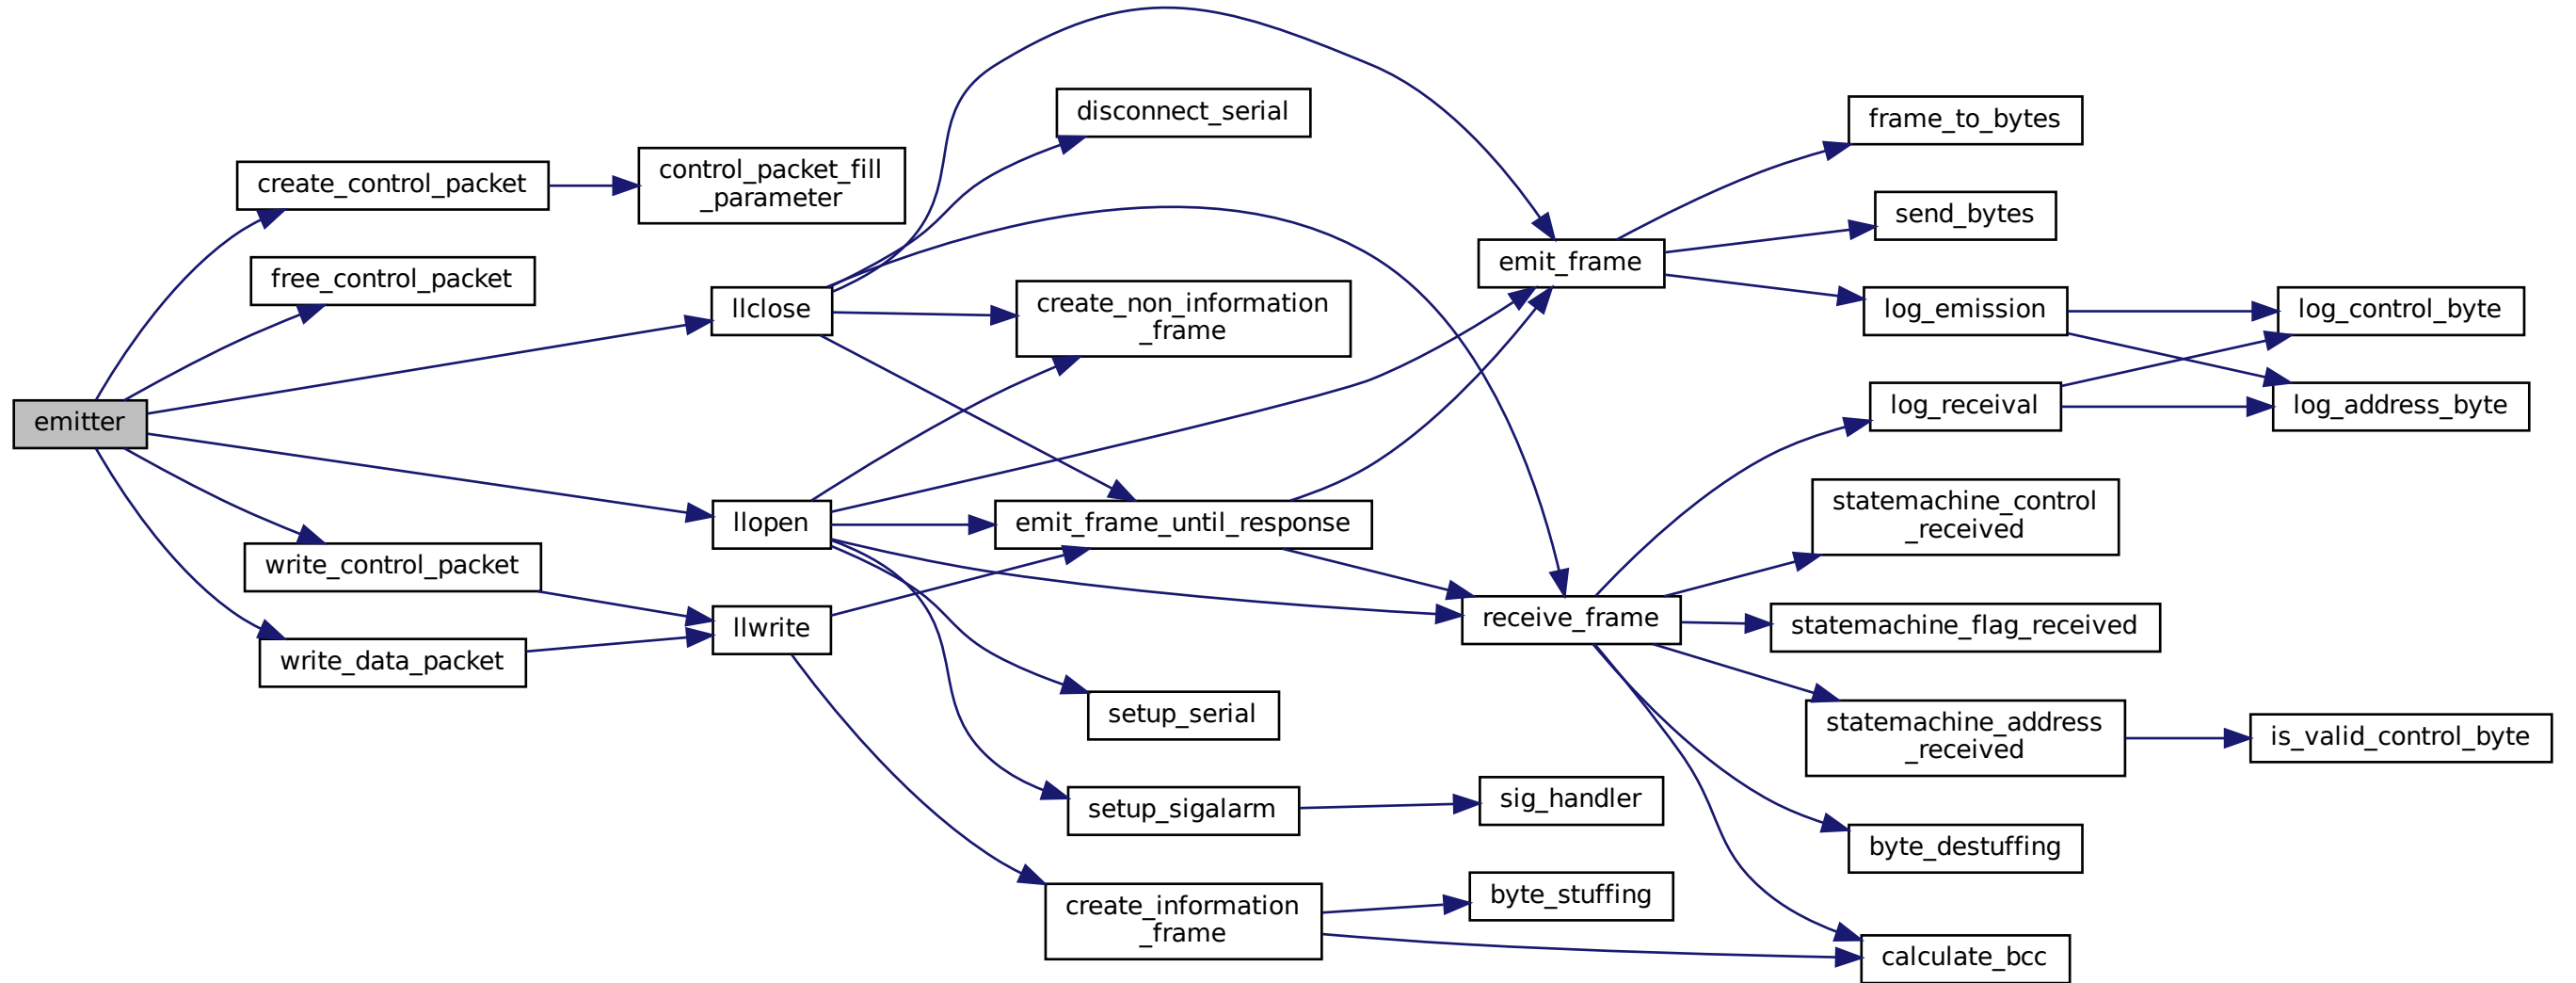 emitter
create_control_packet
free_control_packet
write_control_packet
write_data_packet
control_packet_fill
_parameter
llclose
llopen
llwrite
disconnect_serial
create_non_information
_frame
emit_frame_until_response
setup_serial
setup_sigalarm
create_information
_frame
emit_frame
receive_frame
sig_handler
byte_stuffing
frame_to_bytes
send_bytes
log_emission
log_receival
statemachine_control
_received
statemachine_flag_received
statemachine_address
_received
byte_destuffing
calculate_bcc
log_control_byte
log_address_byte
is_valid_control_byte